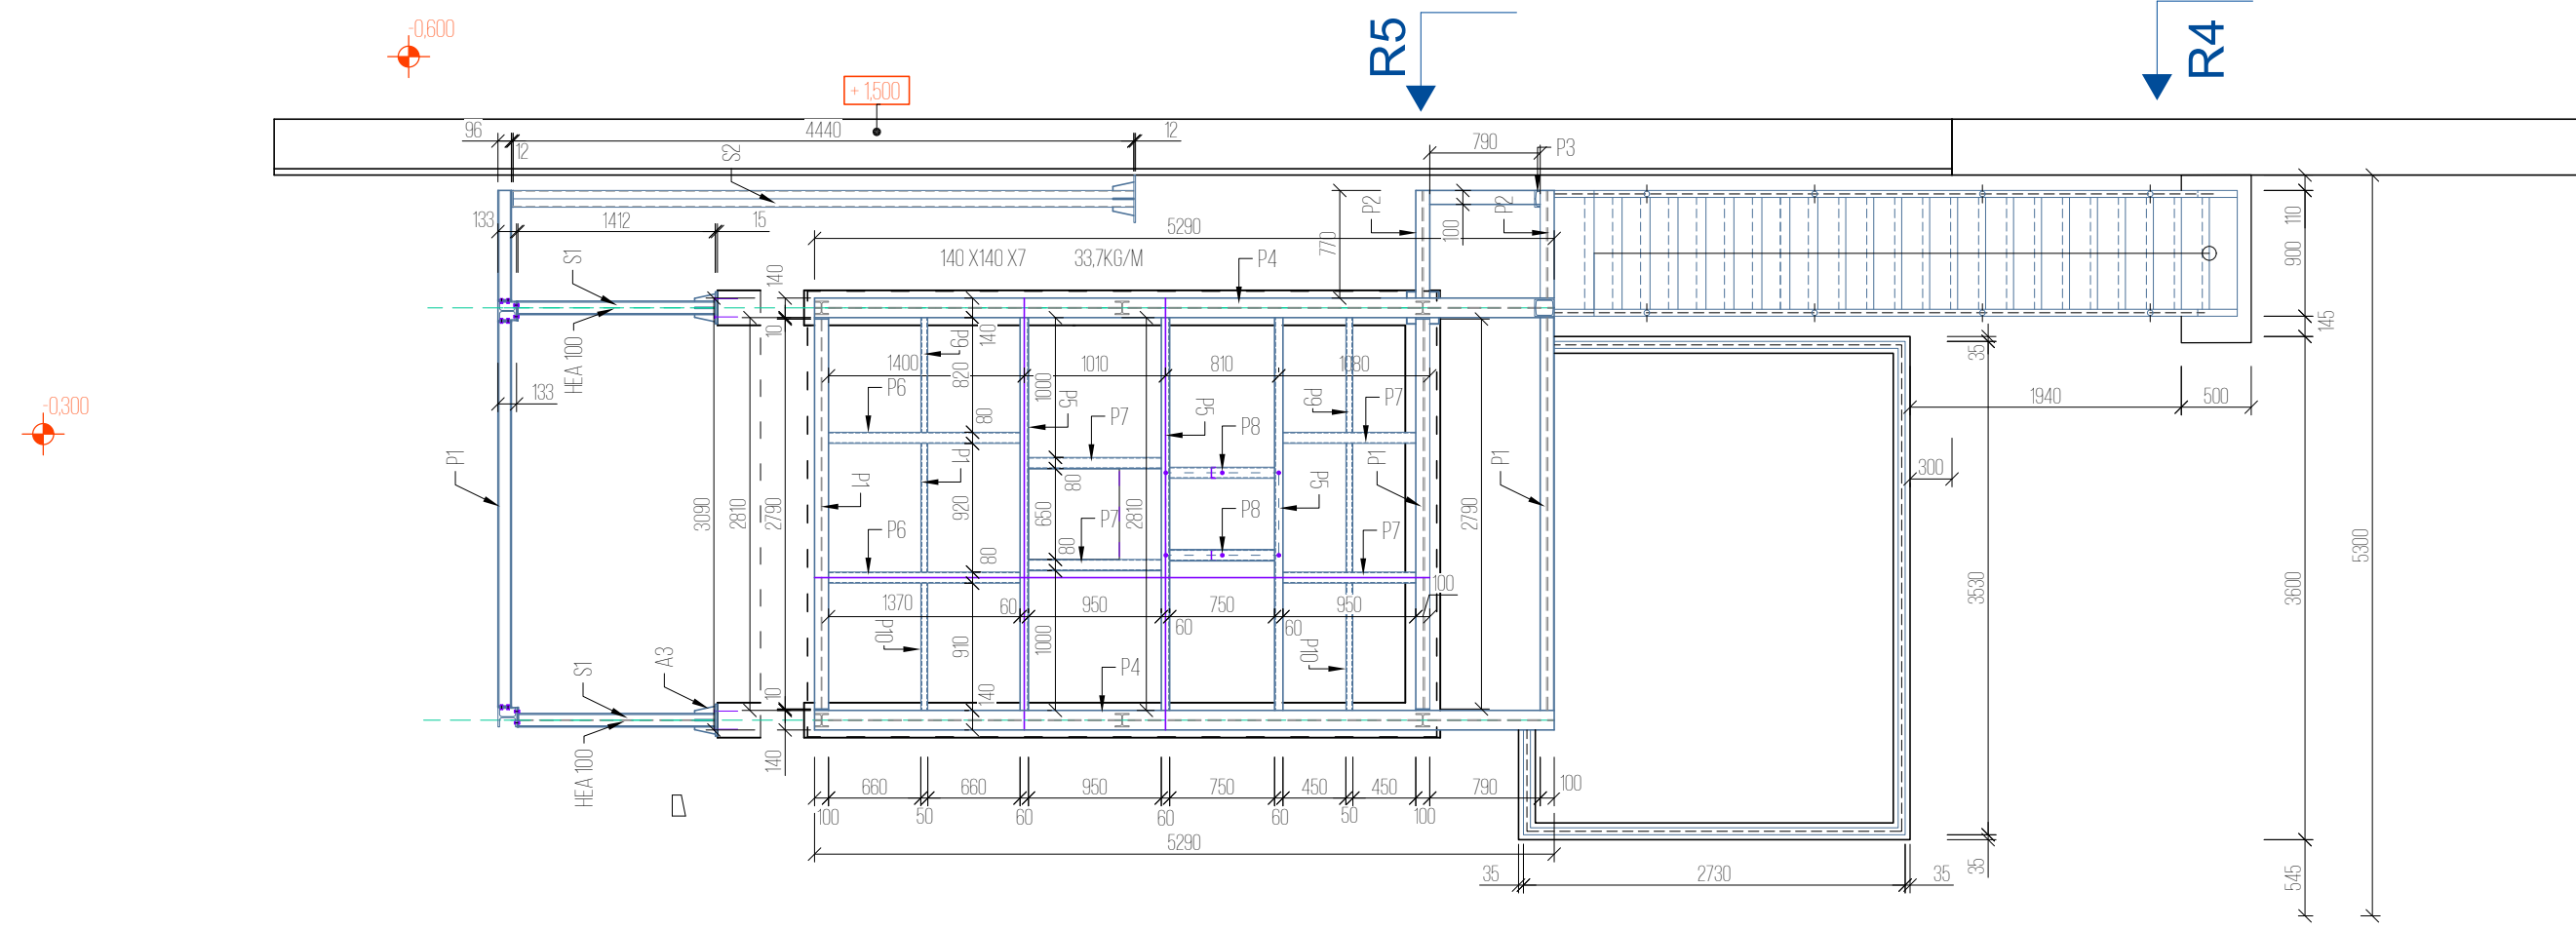 -0,600
R5
R4
+ 1,500
96
4440
12
12
S2
790
P3
133
1412
15
5290
770
P2
100
P2
110
900
140 X140 X7 33,7KG/M
P4
S1
140
10
HEA 100
140
145
1400
820
P9
1000
1010
810
1080
35
-0,300
133
P6
80
P5
P7
P5
P8
P9
P7
1940
500
P1
P1
P1
P1
P1
80
P5
300
3090
2810
2790
920
650
2810
P6
P7
80
P8
P7
2790
5300
80
100
3530
3600
1370
60
950
750
950
60
60
P10
910
1000
P10
S1
A3
P4
10
140
HEA 100
140
660
660
950
750
450
450
790
100
100
50
60
60
60
50
100
5290
35
2730
35
35
545